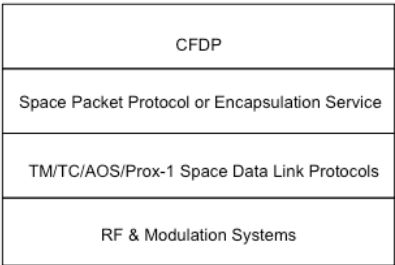 CFDP
Space Packet Protocol or Encapsulation Service
TM/TC/AOS/Prox-1 Space Data Link Protocols
RF & Modulation Systems